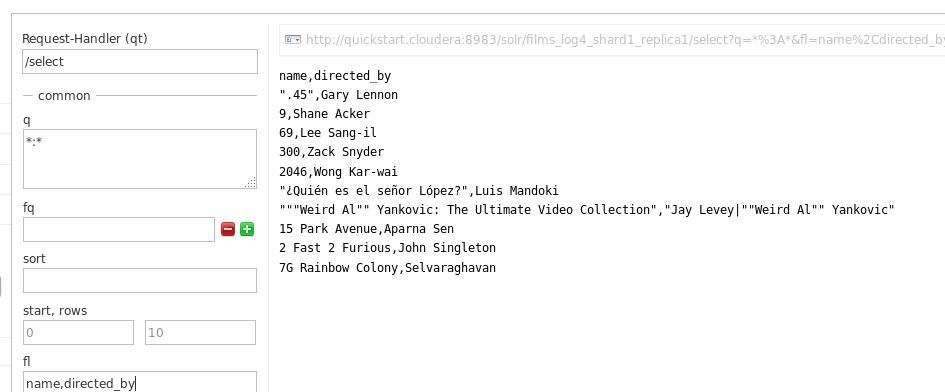 Request-Handler (qt)
/select
common
q
*:*
fq
sort
start, rows
0
10
fl
name,directed_by
http://quickstart.cloudera:8983/solr/films_log4_shard1_replica1/select?q=*%3A*&fl=name%2Cdirected_by
name,directed_by
".45",Gary Lennon
9,Shane Acker
69,Lee Sang-il
300,Zack Snyder
2046,Wong Kar-wai
"¿Quién es el señor López?",Luis Mandoki
"""Weird Al"" Yankovic: The Ultimate Video Collection","Jay Levey|""Weird Al"" Yankovic"
15 Park Avenue,Aparna Sen
2 Fast 2 Furious,John Singleton
7G Rainbow Colony,Selvaraghavan